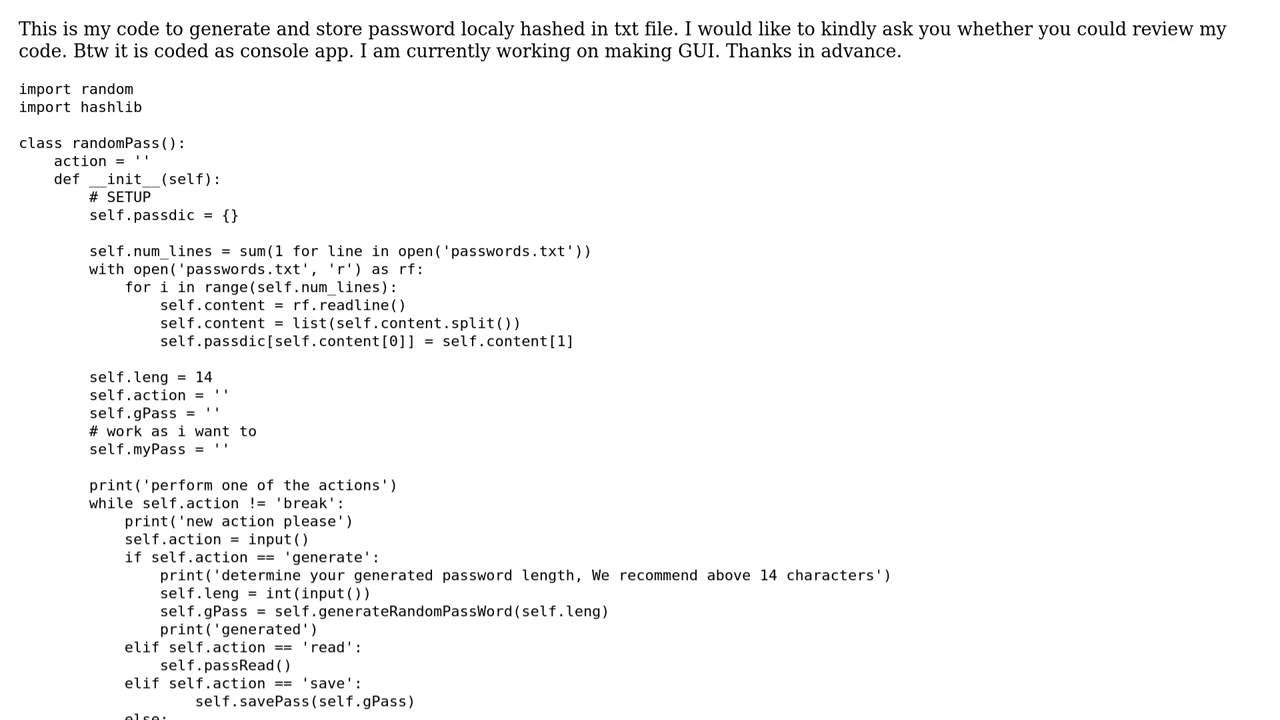 This is my code to generate and store password localy hashed in txt file. I would like to kindly ask you whether you could review my
code. Btw it is coded as console app. I am currently working on making GUI. Thanks in advance.
import random
import hashlib
class randomPass():
    action = ''
    def __init__(self):
        # SETUP
        self.passdic = {}
        self.num_lines = sum(1 for line in open('passwords.txt'))
        with open('passwords.txt', 'r') as rf:
            for i in range(self.num_lines):
                self.content = rf.readline()
                self.content = list(self.content.split())
                self.passdic[self.content[0]] = self.content[1]
        self.leng = 14
        self.action = ''
        self.gPass = ''
        # work as i want to
        self.myPass = ''
        print('perform one of the actions')
        while self.action != 'break':
            print('new action please')
            self.action = input()
            if self.action == 'generate':
                print('determine your generated password length, We recommend above 14 characters')
                self.leng = int(input())
                self.gPass = self.generateRandomPassWord(self.leng)
                print('generated')
            elif self.action == 'read':
                self.passRead()
            elif self.action == 'save':
                    self.savePass(self.gPass)
            else: